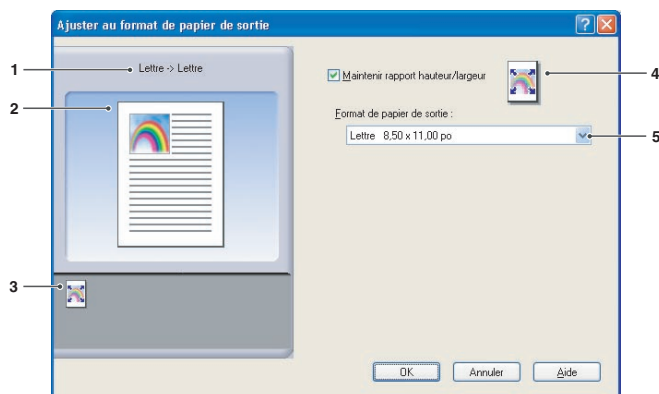 Ajuster au format de papier de sortie
1
Lettre -> Lettre
2
3
Maintenir rapport hauteur/largeur
4
Format de papier de sortie :
Lettre 8,50 x 11,00 po
5
OK
Annuler
Aide